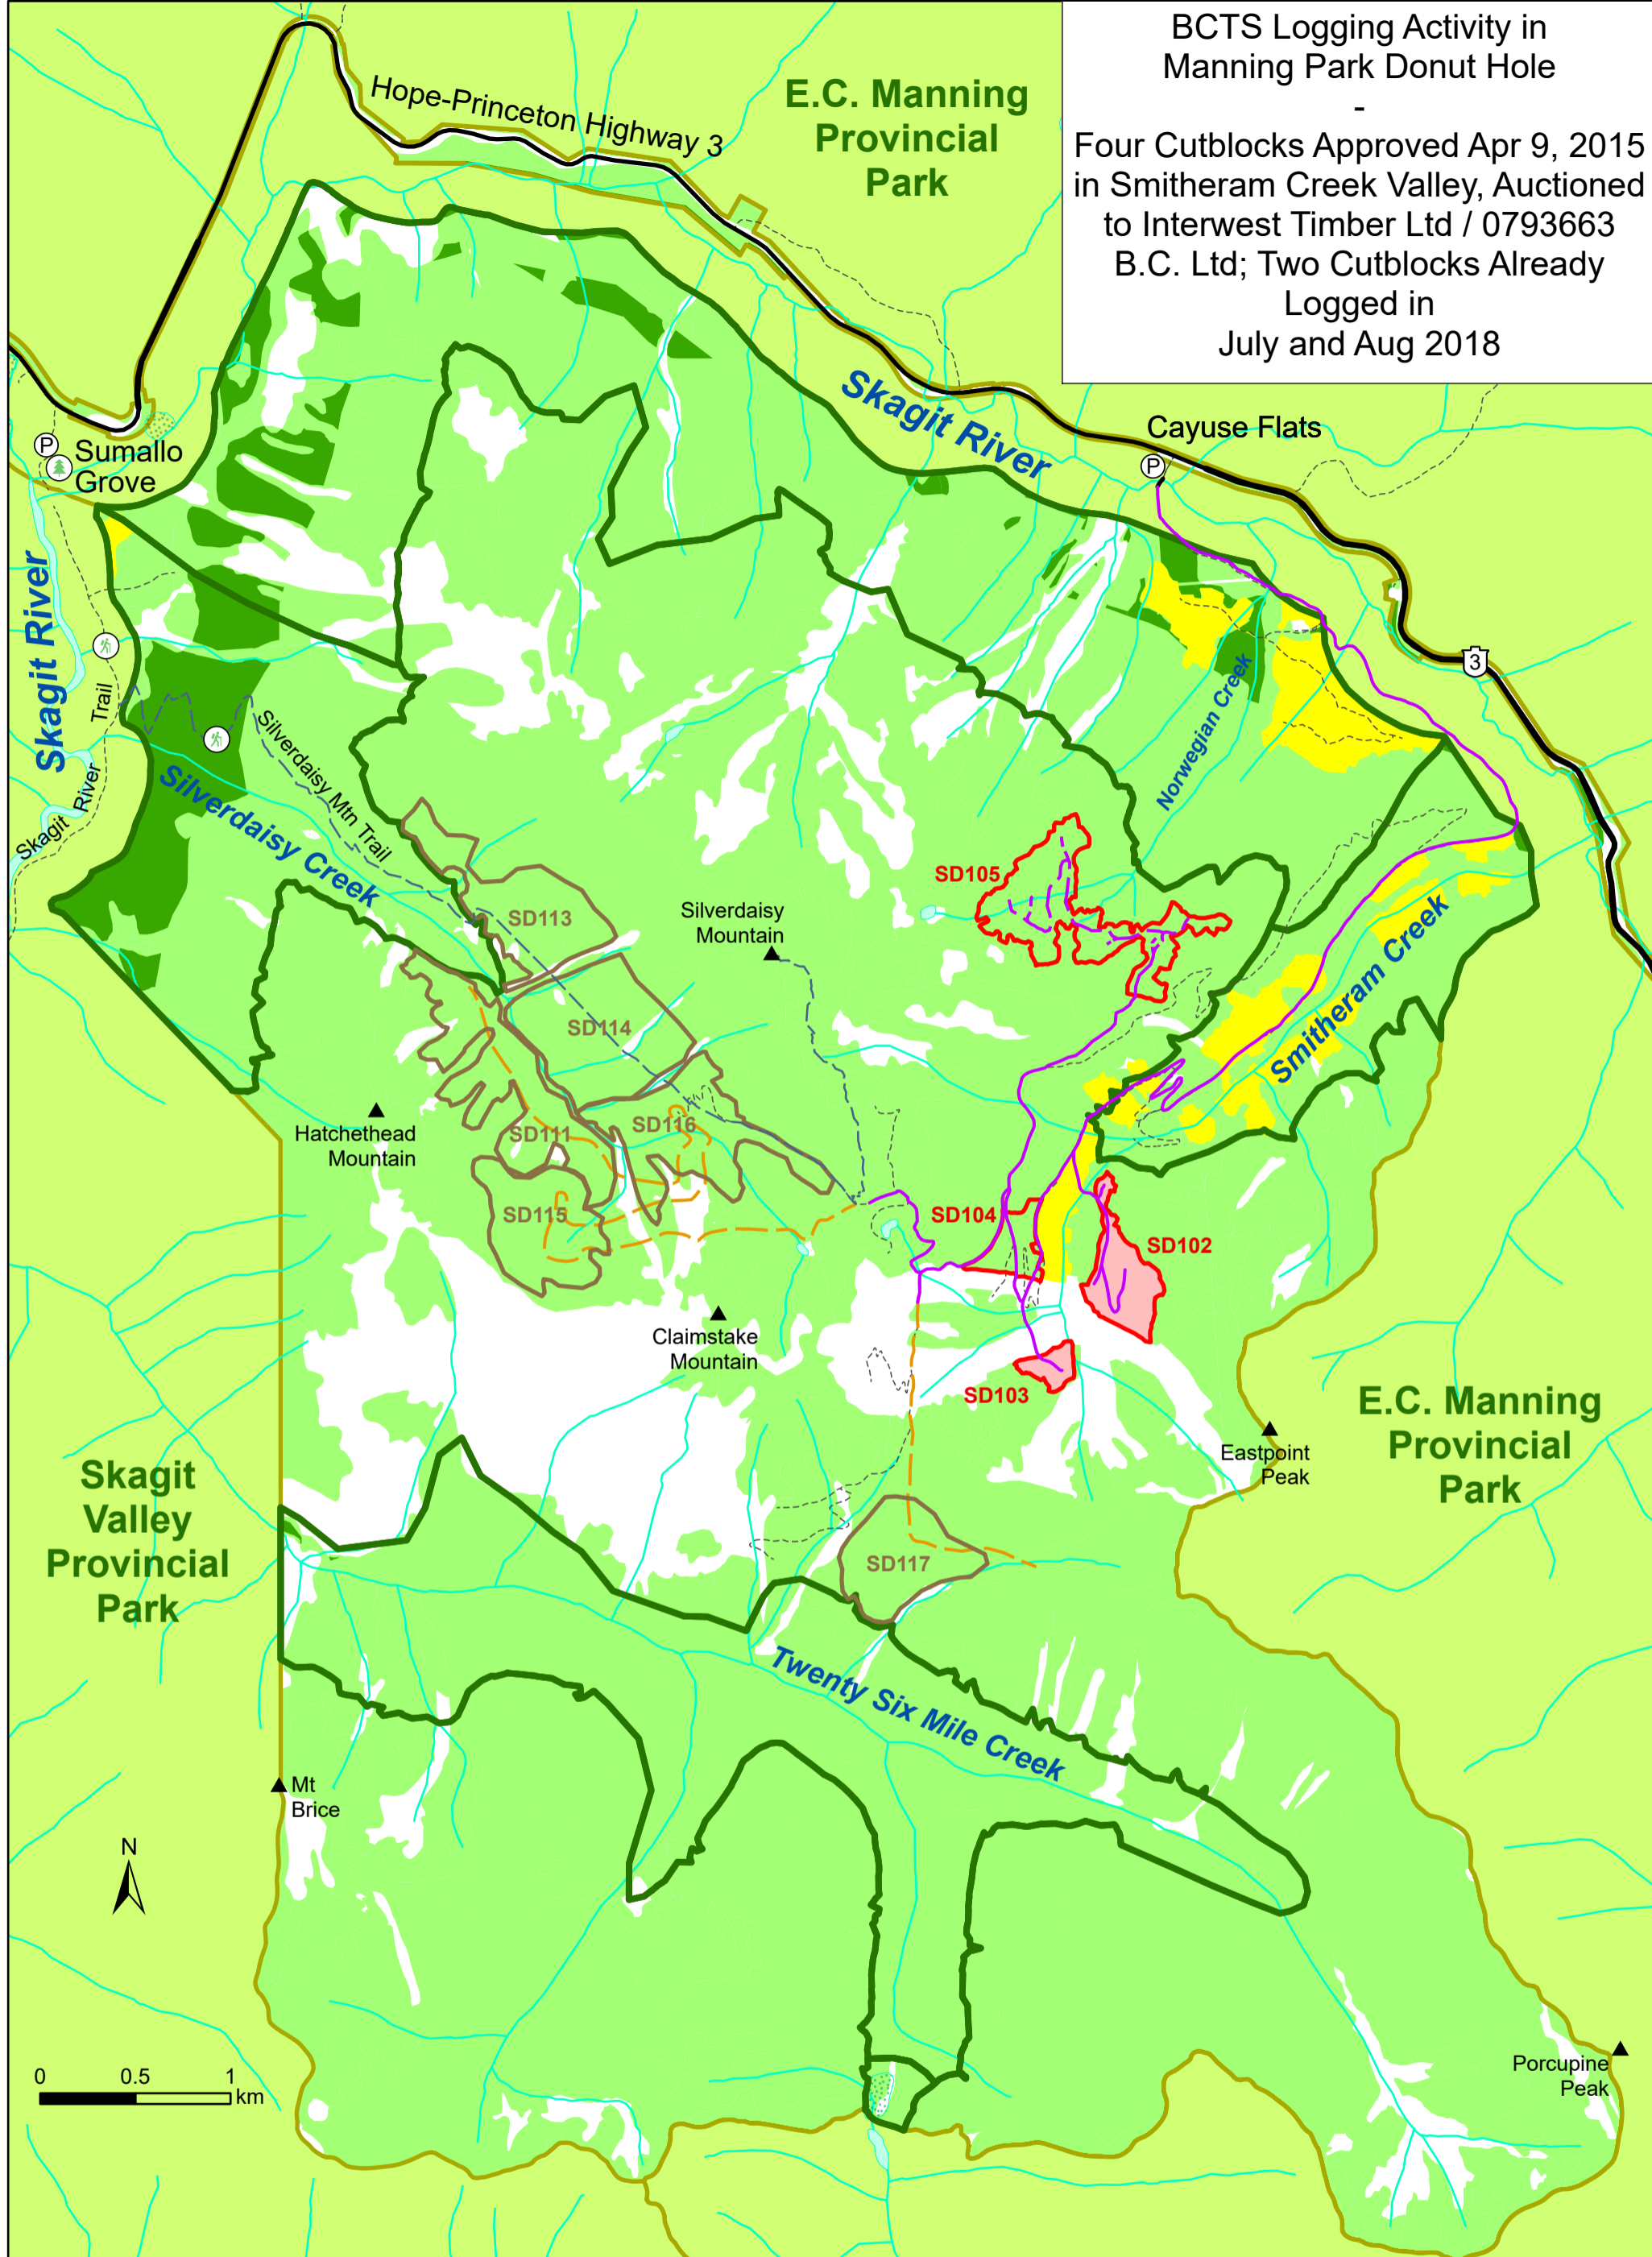 BCTS Logging Activity in
Manning Park Donut Hole
-
Four Cutblocks Approved Apr 9, 2015
in Smitheram Creek Valley, Auctioned
to Interwest Timber Ltd / 0793663
B.C. Ltd; Two Cutblocks Already
Logged in
July and Aug 2018
Hope-Princeton Highway 3
E.C. Manning
Provincial
Park
Skagit River
Cayuse Flats
P
P
Sumallo
Grove
Skagit River
3
Norwegian Creek
Trail
River
Skagit
Silverdaisy Mtn Trail
Silverdaisy Creek
SD105
SD113
Silverdaisy
Mountain
Smitheram Creek
SD114
Hatchethead
Mountain
SD111
SD116
SD115
SD104
SD102
Claimstake
Mountain
SD103
E.C. Manning
Provincial
Park
Eastpoint
Peak
Skagit
Valley
Provincial
Park
SD117
Twenty Six Mile Creek
Mt
Brice
N
Porcupine
Peak
0 0.5 1
km